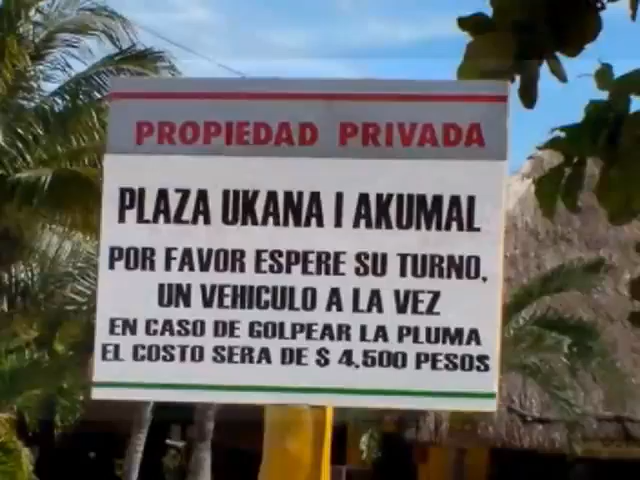 PROPIEDAD PRIVADA
PLAZA UKANA I AKUMAL
POR FAVOR ESPERE SU TURNO.
UN VEHICULO A LA VEZ
EN CASO DE GOLPEAR LA PLUMA
EL COSTO SERA DE $ 4,500 PESOS